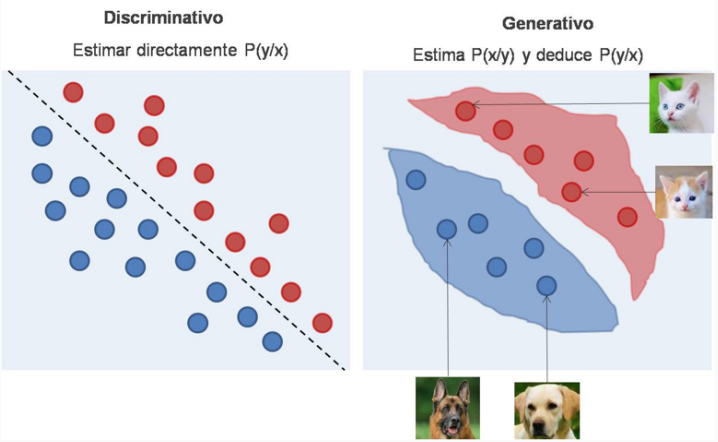 Discriminativo
Estimar directamente P(y/x)
Generativo
Estima P(x/y) y deduce P(y/x)